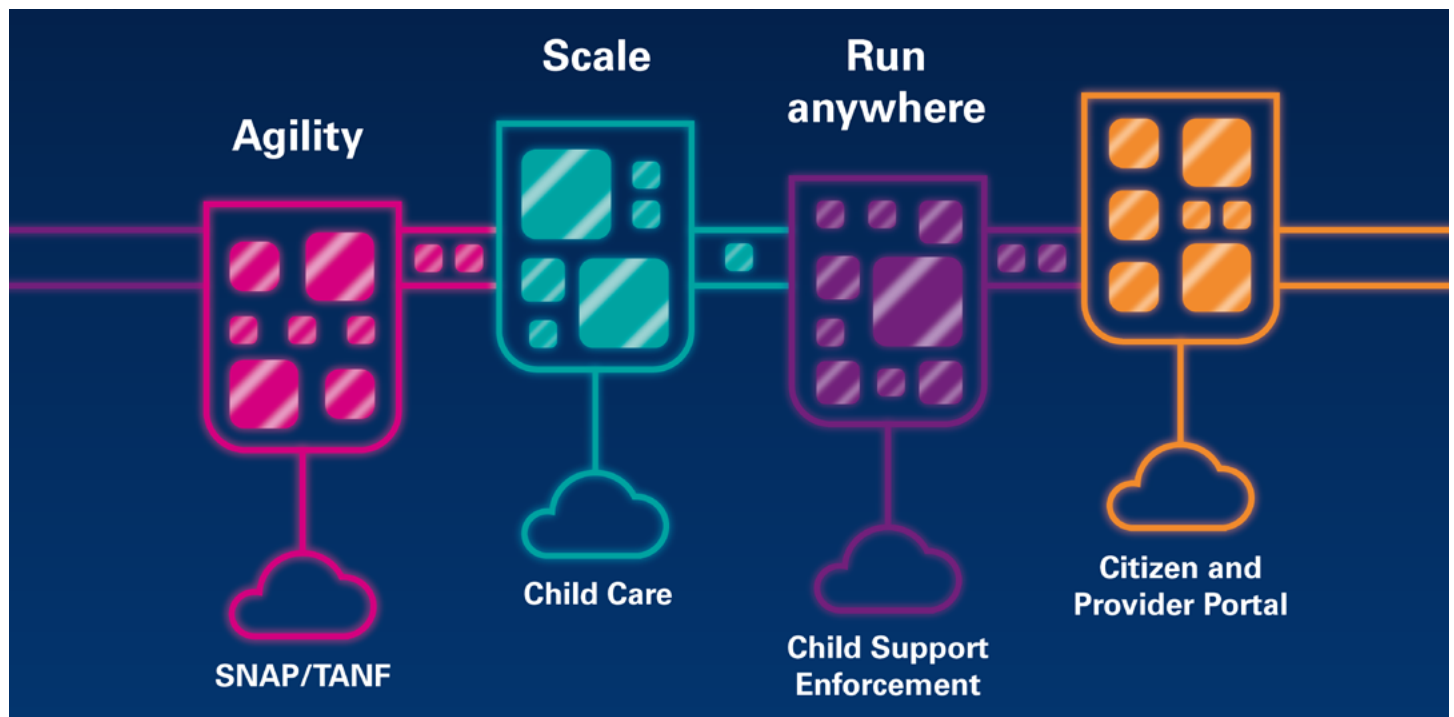 Agility
Scale
Run
anywhere
SNAP/TANF
Child Care
Child Support
Enforcement
Citizen and
Provider Portal